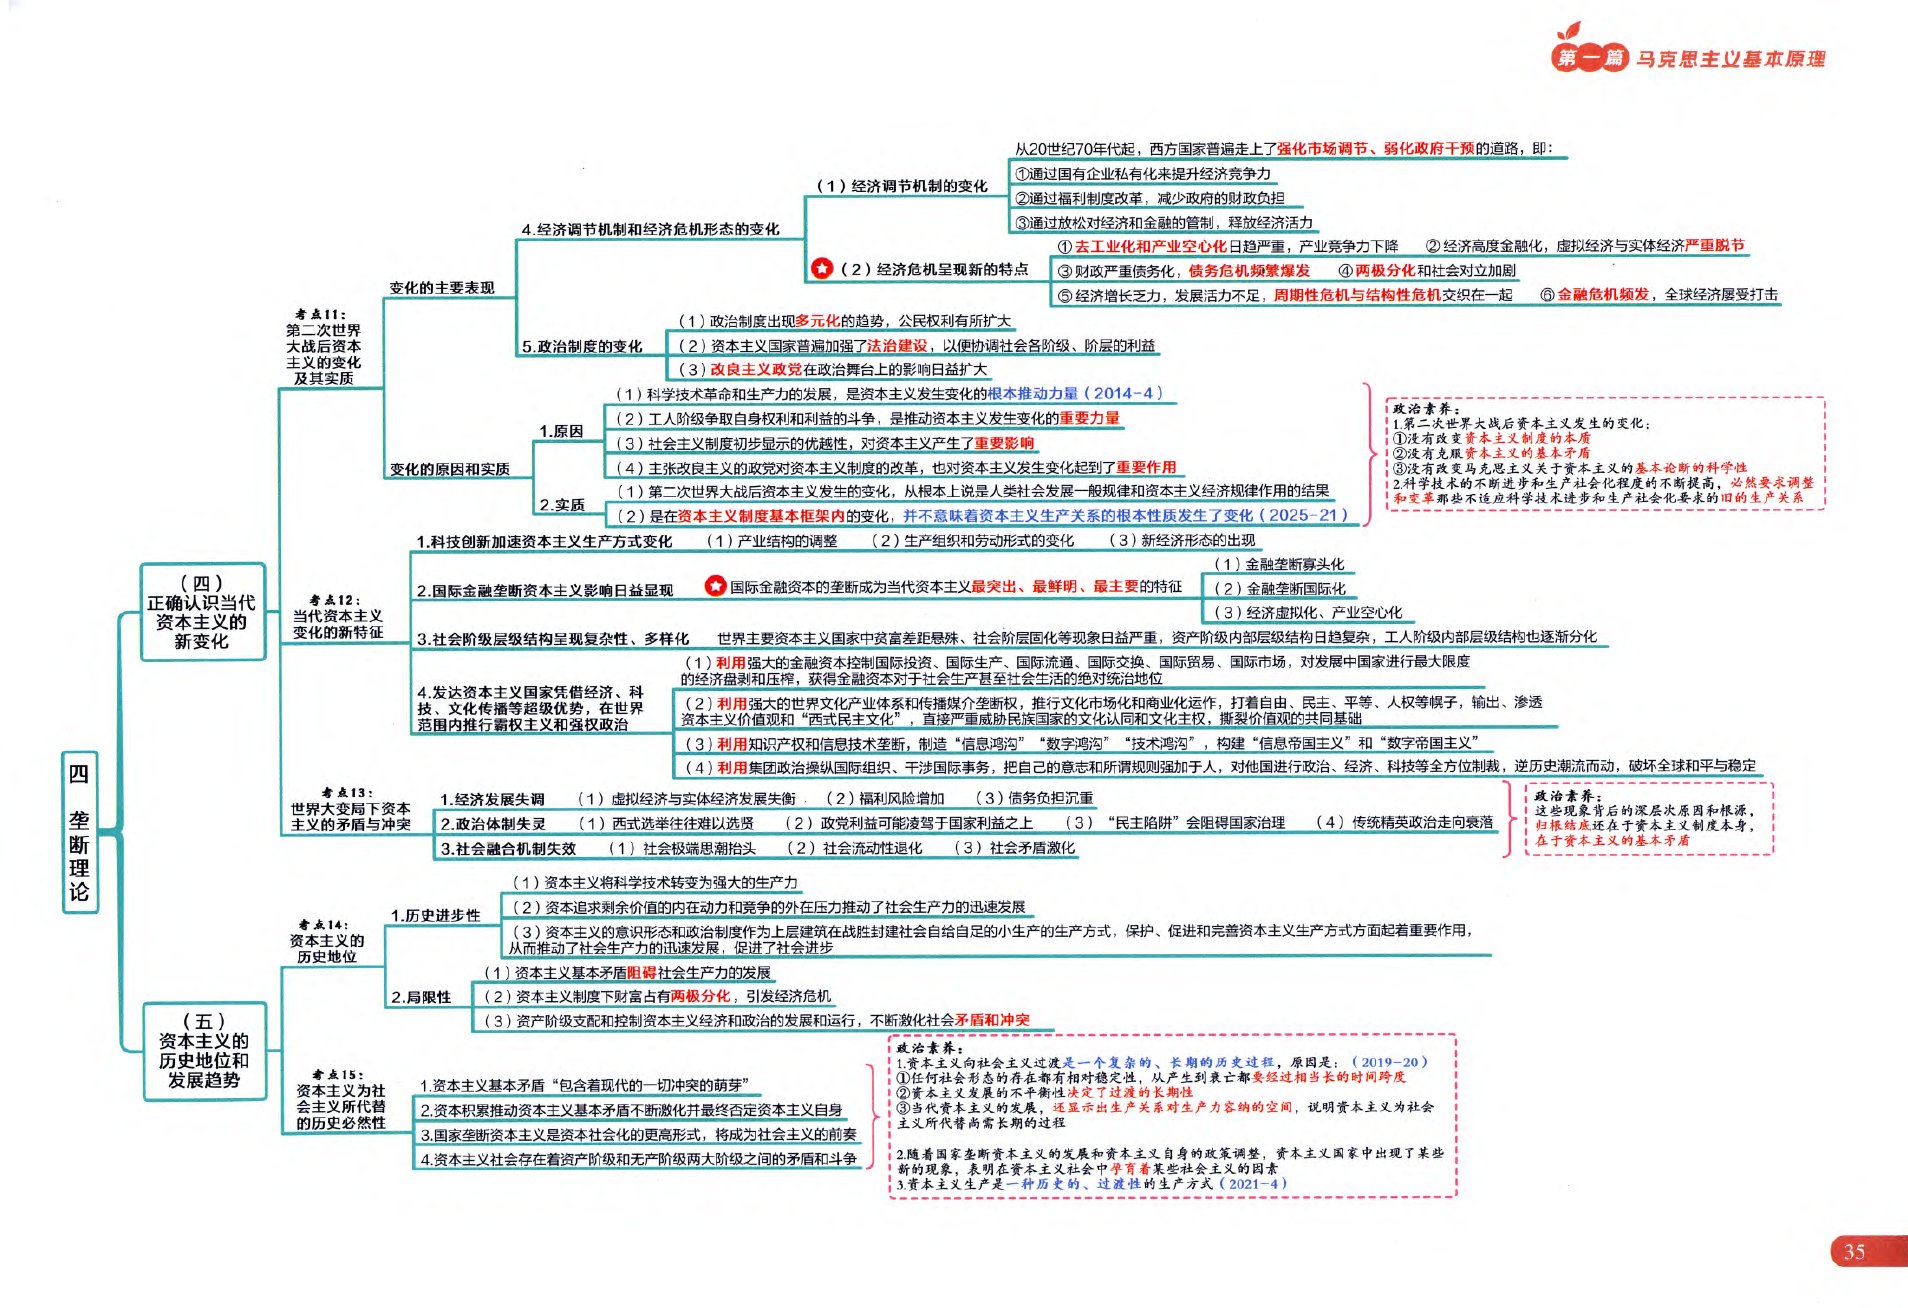 第一篇 马克思主义基本原理
四 垄断理论
（四）
正确认识当代
资本主义的
新变化
考点11：
第二次世界
大战后资本
主义的变化
及其实质
变化的主要表现
4.经济调节机制和经济危机形态的变化
（1）经济调节机制的变化
从20世纪70年代起，西方国家普遍走上了强化市场调节、弱化政府干预的道路，即：
①通过国有企业私有化来提升经济竞争力
②通过福利制度改革，减少政府的财政负担
③通过放松对经济和金融的管制，释放经济活力
（2）经济危机呈现新的特点
①去工业化和产业空心化日趋严重，产业竞争力下降 ②经济高度金融化，虚拟经济与实体经济严重脱节
③财政严重债务化，债务危机频繁爆发 ④两极分化和社会对立加剧
⑤经济增长乏力，发展活力不足，周期性危机与结构性危机交织在一起 ⑥金融危机频发，全球经济屡受打击
5.政治制度的变化
（1）政治制度出现多元化的趋势，公民权利有所扩大
（2）资本主义国家普遍加强了法治建设，以便协调社会各阶级、阶层的利益
（3）改良主义政党在政治舞台上的影响日益扩大
变化的原因和实质
1.原因
（1）科学技术革命和生产力的发展，是资本主义发生变化的根本推动力量（2014-4）
（2）工人阶级争取自身权利和利益的斗争，是推动资本主义发生变化的重要力量
（3）社会主义制度初步显示的优越性，对资本主义产生了重要影响
（4）主张改良主义的政党对资本主义制度的改革，也对资本主义发生变化起到了重要作用
2.实质
（1）第二次世界大战后资本主义发生的变化，从根本上说是人类社会发展一般规律和资本主义经济规律作用的结果
（2）是在资本主义制度基本框架内的变化，并不意味着资本主义生产关系的根本性质发生了变化（2025-21）
政治素养：
1.第二次世界大战后资本主义发生的变化：
①没有改变资本主义制度的本质
②没有克服资本主义的基本矛盾
③没有改变马克思主义关于资本主义的基本论断的科学性
2.科学技术的不断进步和生产社会化程度的不断提高，必然要求调整
和变革那些不适应科学技术进步和生产社会化要求的旧的生产关系
考点12：
当代资本主义
变化的新特征
1.科技创新加速资本主义生产方式变化 （1）产业结构的调整 （2）生产组织和劳动形式的变化 （3）新经济形态的出现
2.国际金融垄断资本主义影响日益显现 国际金融资本的垄断成为当代资本主义最突出、最鲜明、最主要的特征
（1）金融垄断寡头化
（2）金融垄断国际化
（3）经济虚拟化、产业空心化
3.社会阶级层级结构呈现复杂性、多样化 世界主要资本主义国家中贫富差距悬殊、社会阶层固化等现象日益严重，资产阶级内部层级结构日趋复杂，工人阶级内部层级结构也逐渐分化
4.发达资本主义国家凭借经济、科
技、文化传播等超级优势，在世界
范围内推行霸权主义和强权政治
（1）利用强大的金融资本控制国际投资、国际生产、国际流通、国际交换、国际贸易、国际市场，对发展中国家进行最大限度
的经济盘剥和压榨，获得金融资本对于社会生产甚至社会生活的绝对统治地位
（2）利用强大的世界文化产业体系和传播媒介垄断权，推行文化市场化和商业化运作，打着自由、民主、平等、人权等幌子，输出、渗透
资本主义价值观和“西式民主文化”，直接严重威胁民族国家的文化认同和文化主权，撕裂价值观的共同基础
（3）利用知识产权和信息技术垄断，制造“信息鸿沟”“数字鸿沟”“技术鸿沟”，构建“信息帝国主义”和“数字帝国主义”
（4）利用集团政治操纵国际组织、干涉国际事务，把自己的意志和所谓规则强加于人，对他国进行政治、经济、科技等全方位制裁，逆历史潮流而动，破坏全球和平与稳定
考点13：
世界大变局下资本
主义的矛盾与冲突
1.经济发展失调 （1）虚拟经济与实体经济发展失衡 （2）福利风险增加 （3）债务负担沉重
2.政治体制失灵 （1）西式选举往往难以选贤 （2）政党利益可能凌驾于国家利益之上 （3）“民主陷阱”会阻碍国家治理 （4）传统精英政治走向衰落
3.社会融合机制失效 （1）社会极端思潮抬头 （2）社会流动性退化 （3）社会矛盾激化
政治素养：
这些现象背后的深层次原因和根源，
归根结底还在于资本主义制度本身，
在于资本主义的基本矛盾
（五）
资本主义的
历史地位和
发展趋势
考点14：
资本主义的
历史地位
1.历史进步性
（1）资本主义将科学技术转变为强大的生产力
（2）资本追求剩余价值的内在动力和竞争的外在压力推动了社会生产力的迅速发展
（3）资本主义的意识形态和政治制度作为上层建筑在战胜封建社会自给自足的小生产的生产方式，保护、促进和完善资本主义生产方式方面起着重要作用，
从而推动了社会生产力的迅速发展，促进了社会进步
2.局限性
（1）资本主义基本矛盾阻碍社会生产力的发展
（2）资本主义制度下财富占有两极分化，引发经济危机
（3）资产阶级支配和控制资本主义经济和政治的发展和运行，不断激化社会矛盾和冲突
考点15：
资本主义为社
会主义所代替
的历史必然性
1.资本主义基本矛盾“包含着现代的一切冲突的萌芽”
2.资本积累推动资本主义基本矛盾不断激化并最终否定资本主义自身
3.国家垄断资本主义是资本社会化的更高形式，将成为社会主义的前奏
4.资本主义社会存在着资产阶级和无产阶级两大阶级之间的矛盾和斗争
政治素养：
1.资本主义向社会主义过渡是一个复杂的、长期的历史过程，原因是：（2019-20）
①任何社会形态的存在都有相对稳定性，从产生到衰亡都要经过相当长的时间跨度
②资本主义发展的不平衡性决定了过渡的长期性
③当代资本主义的发展，还显示出生产关系对生产力容纳的空间，说明资本主义为社会
主义所代替尚需长期的过程
2.随着国家垄断资本主义的发展和资本主义自身的政策调整，资本主义国家中出现了某些
新的现象，表明在资本主义社会中孕育着某些社会主义的因素
3.资本主义生产是一种历史的、过渡性的生产方式（2021-4）
35